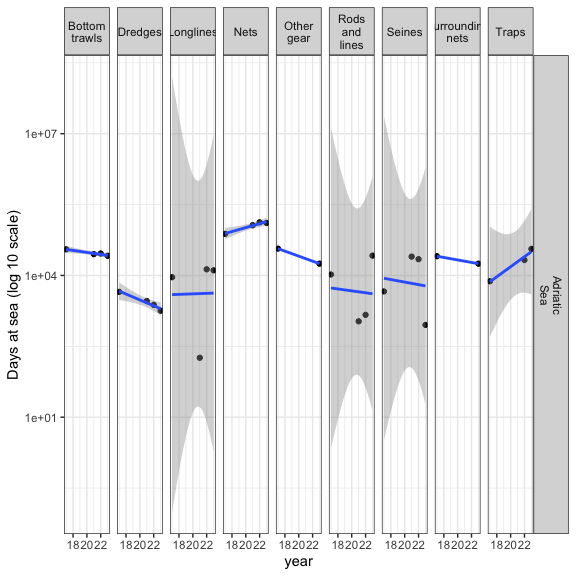 Bottom
trawls
Dredges
Longlines
Nets
Other
gear
Rods
and
lines
Seines
urrounding
nets
Traps
1e+07
1e+04
1e+01
Days at sea (log 10 scale)
Adriatic
Sea
182022
182022
182022
182022
182022
182022
182022
182022
182022
year